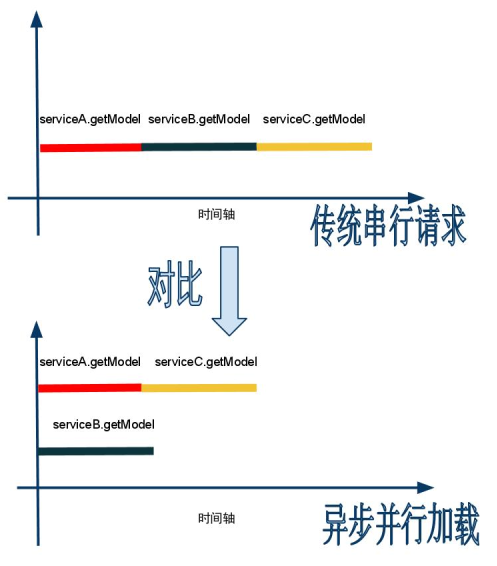 serviceA.getModel serviceB.getModel serviceC.getModel
时间轴
传统串行请求
对比
serviceA.getModel serviceC.getModel
serviceB.getModel
时间轴
异步并行加载